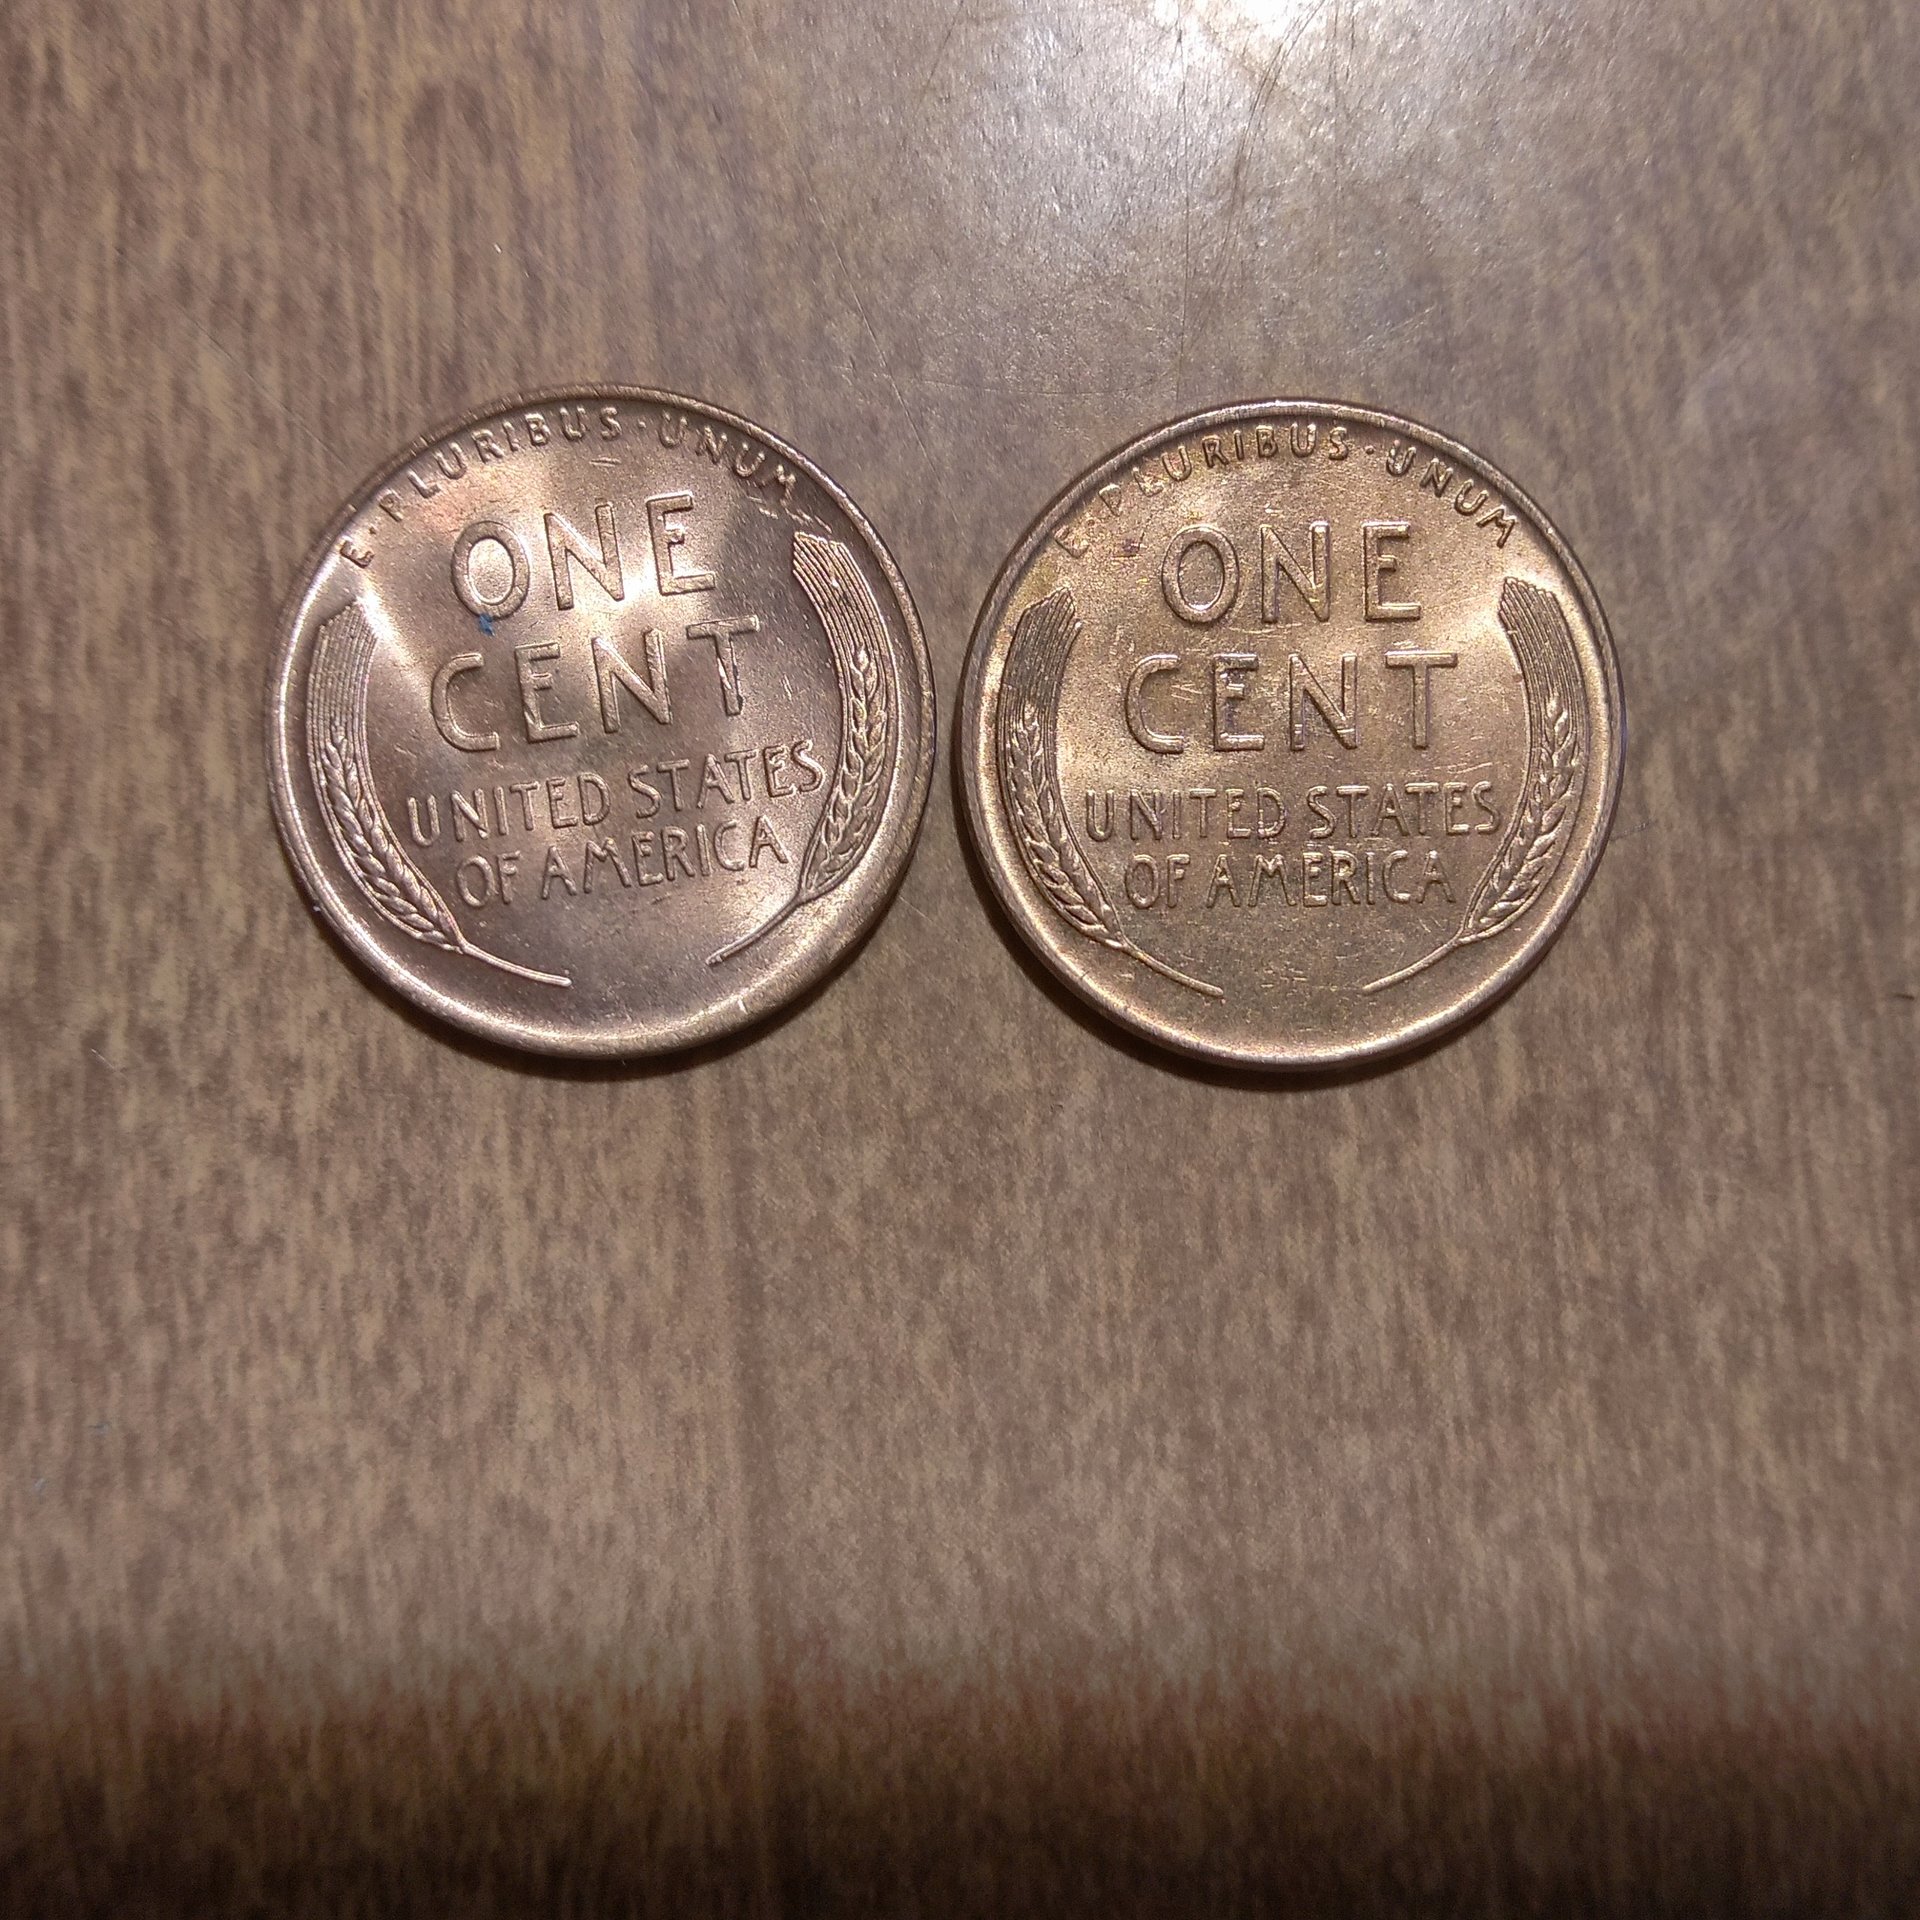 E·PLURIBUS·UNUM
ONE
CENT
UNITED STATES
OF AMERICA
E·PLURIBUS·UNUM
ONE
CENT
UNITED STATES
OF AMERICA